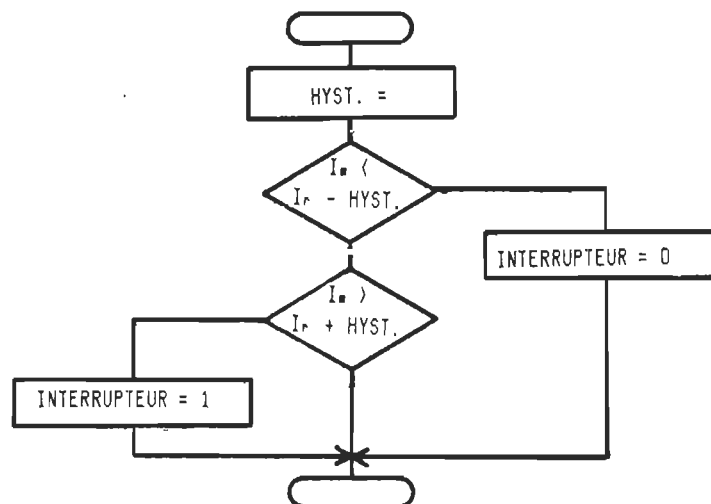 HYST. =
Im <
Ir - HYST.
INTERRUPTEUR = 0
Im >
Ir + HYST.
INTERRUPTEUR = 1